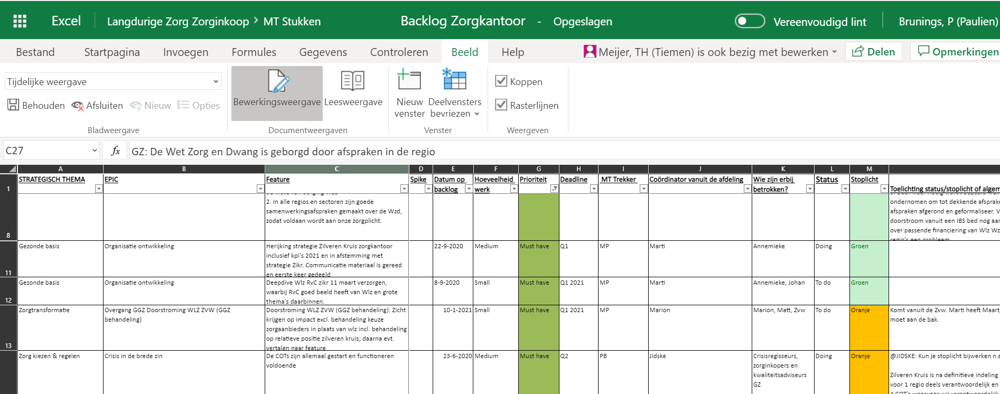 Excel
Langdurige Zorg Zorginkoop > MT Stukken
Backlog Zorgkantoor - Opgeslagen
Vereenvoudigd lint
Brunings, P (Paulien)
Bestand Startpagina Invoegen Formules Gegevens Controleren Beeld Help
Meijer, TH (Tiemen) is ook bezig met bewerken
Delen
Opmerkingen
Tijdelijke weergave
Behouden Afsluiten Nieuw Opties
Bladweergave
Bewerkingsweergave Leesweergave
Documentweergaven
Nieuw venster
Deelvensters bevriezen
Venster
Koppen
Rasterlijnen
Weergeven
C27
fx
GZ: De Wet Zorg en Dwang is geborgd door afspraken in de regio
A B C D E F G H I J K L M
1
STRATEGISCH THEMA
EPIC
Feature
Spike
Datum op backlog
Hoeveelheid werk
Prioriteit
Deadline
MT Trekker
Coördinator vanuit de afdeling
Wie zijn erbij betrokken?
Status
Stoplicht
Toelichting status/stoplicht of algem
8
2. In alle regios en sectoren zijn goede
samenwerkingsafspraken gemaakt over de Wzd,
zodat voldaan wordt aan onze zorgplicht.
ondernomen om tot dekkende afsprake
afspraken afgerond en geformaliseer. V
doorstroom vanuit een IBS bed nog aar
over passende financiering van Wlz Wz
regio's een probleem
11
Gezonde basis
Organisatie ontwikkeling
Herijking strategie Zilveren Kruis zorgkantoor
inclusief kpi's 2021 en in afstemming met
strategie Zikr. Communicatie materiaal is gereed
en eerste keer gedeeld
22-9-2020
Medium
Must have
Q1
MP
Marti
Annemieke
Doing
Groen
12
Gezonde basis
Organisatie ontwikkeling
Deepdive Wlz RvC zikr 11 maart verzorgen,
waarbij RvC goed beeld heeft van Wlz en grote
thema's daarbinnen.
8-9-2020
Small
Must have
Q1 2021
MP
Marti
Annemieke, Johan
To do
Groen
13
Zorgtransformatie
Overgang GGZ Doorstroming WLZ ZVW (GGZ
behandeling)
Doorstroming WLZ ZVW (GGZ behandeling): Zicht
krijgen op impact excl. behandeling keuze
zorgaanbieders in plaats van wlz incl. behandeling
op relatieve positie zilveren kruis; daarna evt.
vertalen naar feature
10-1-2021
Small
Must have
Q1 2021
MP
Marion
Marion, Matt, Zvw
To do
Oranje
Komt vanuit de Zvw. Marti heeft Maart,
moet aan de bak.
Zorg kiezen & regelen
Crisis in de brede zin
De COTs zijn allemaal gestart en functioneren
voldoende
23-6-2020
Medium
Must have
Q2
PB
Jidske
Crisisregisseurs,
zorginkopers en
kwaliteitsadviseurs
GZ
Doing
Oranje
@JIDSKE: Kun je stoplicht bijwerken n.a
Zilveren Kruis is na definitieve indeling
voor 1 regio deels verantwoordelijk en
4 COT's waarvoor wij verantwoordelijk